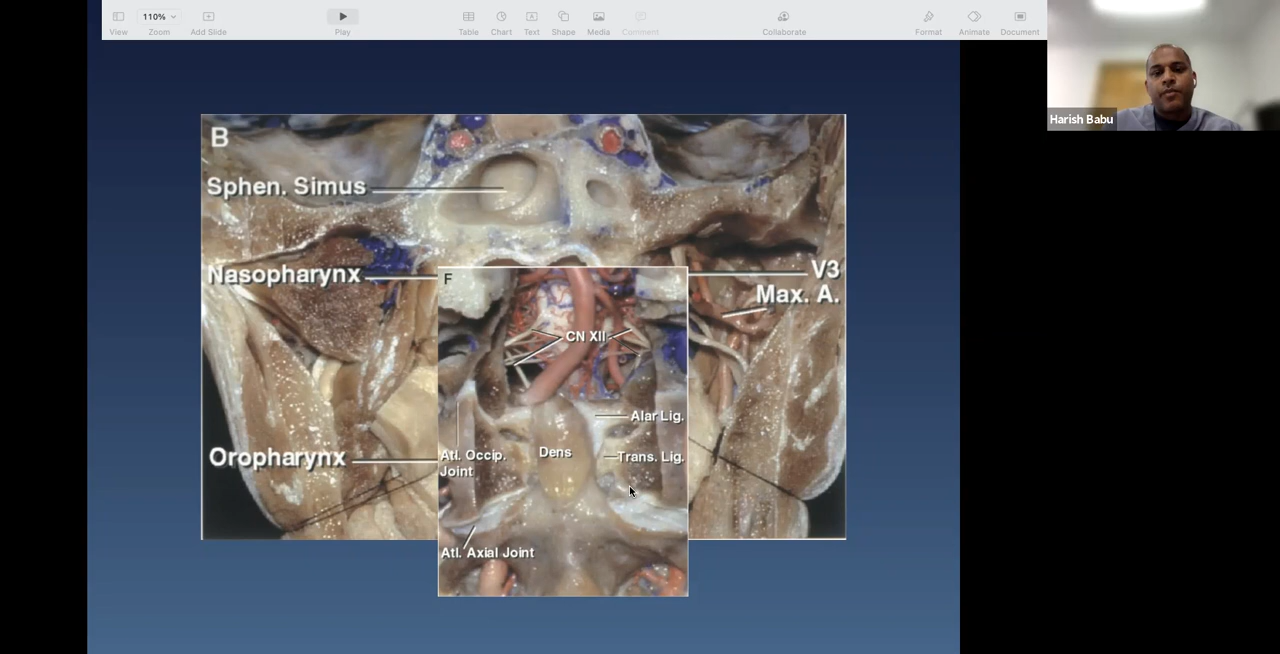 110%
View
Zoom
Add Slide
Play
Table
Chart
Text
Shape
Media
Comment
Collaborate
Format
Animate
Document
Harish Babu
B
Sphen. Simus
Nasopharynx
Oropharynx
V3
Max. A.
F
CN XII
Alar Lig.
Atl. Occip.
Joint
Dens
Trans. Lig.
Atl. Axial Joint